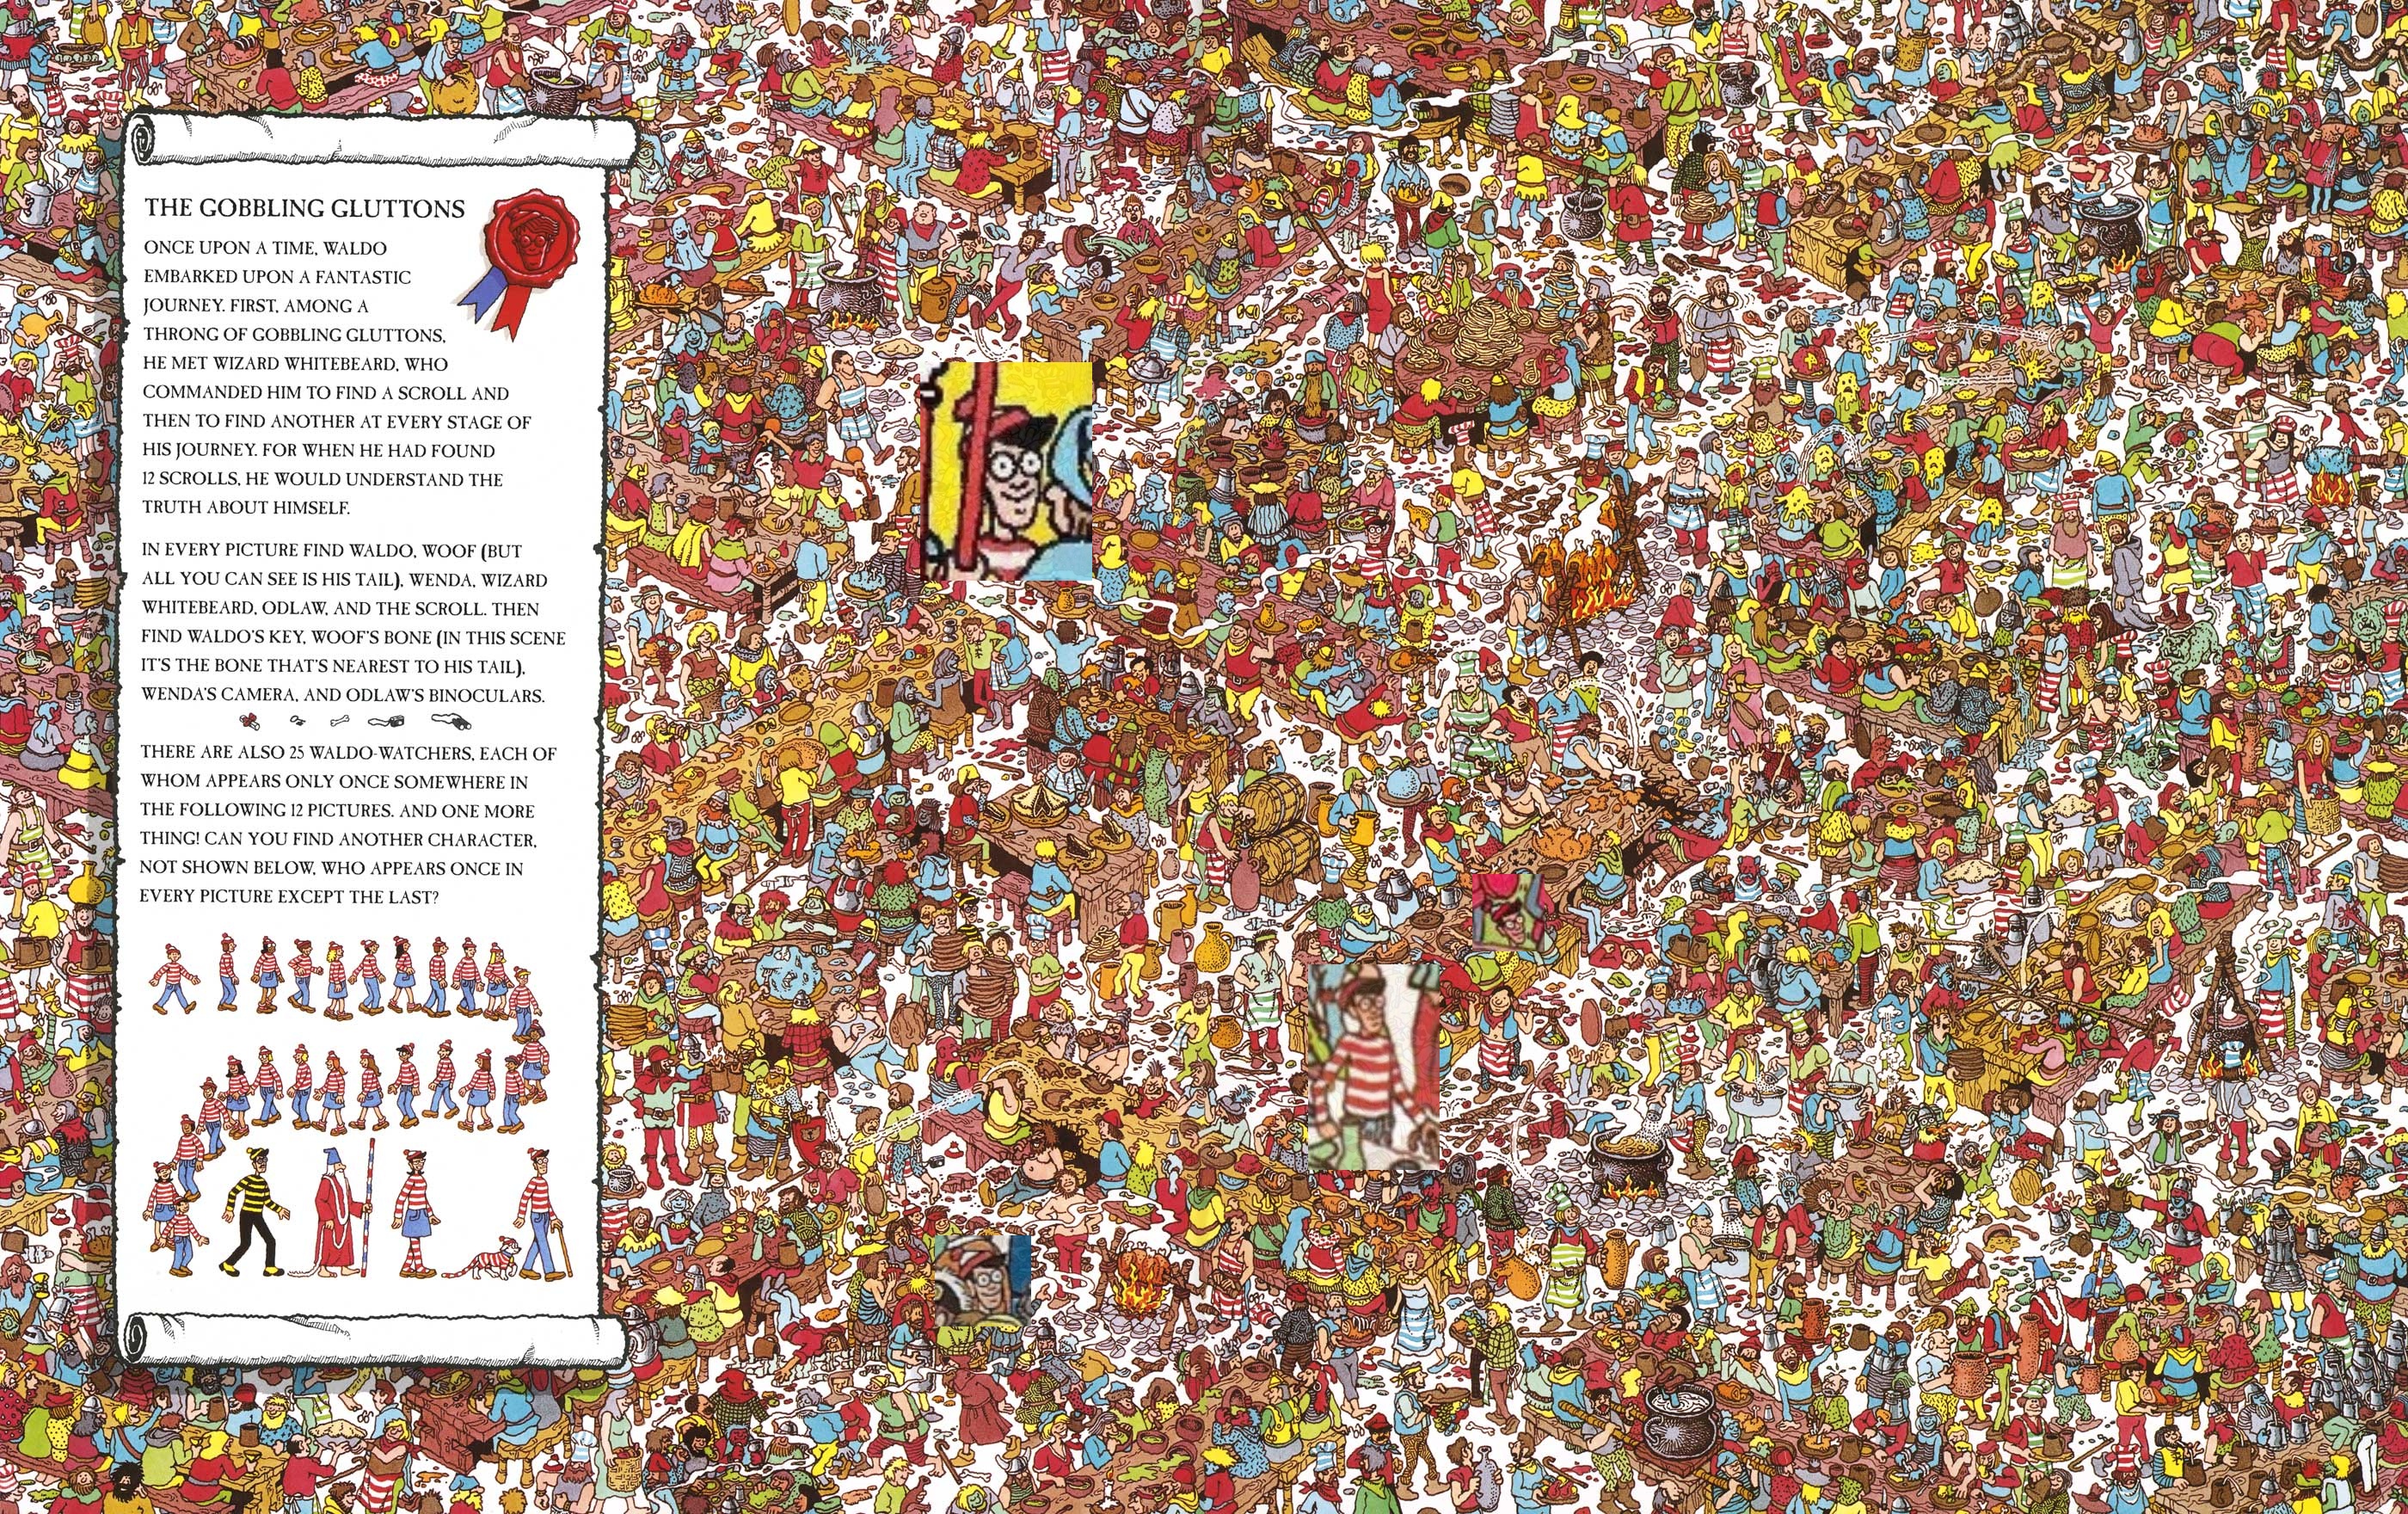 THE GOBBLING GLUTTONS
ONCE UPON A TIME, WALDO
EMBARKED UPON A FANTASTIC
JOURNEY. FIRST, AMONG A
THRONG OF GOBBLING GLUTTONS,
HE MET WIZARD WHITEBEARD, WHO
COMMANDED HIM TO FIND A SCROLL AND
THEN TO FIND ANOTHER AT EVERY STAGE OF
HIS JOURNEY. FOR WHEN HE HAD FOUND
12 SCROLLS, HE WOULD UNDERSTAND THE
TRUTH ABOUT HIMSELF.
IN EVERY PICTURE FIND WALDO, WOOF (BUT
ALL YOU CAN SEE IS HIS TAIL), WENDA, WIZARD
WHITEBEARD, ODLAW, AND THE SCROLL. THEN
FIND WALDO'S KEY, WOOF'S BONE (IN THIS SCENE
IT'S THE BONE THAT'S NEAREST TO HIS TAIL),
WENDA'S CAMERA, AND ODLAW'S BINOCULARS.
THERE ARE ALSO 25 WALDO-WATCHERS, EACH OF
WHOM APPEARS ONLY ONCE SOMEWHERE IN
THE FOLLOWING 12 PICTURES. AND ONE MORE
THING! CAN YOU FIND ANOTHER CHARACTER,
NOT SHOWN BELOW, WHO APPEARS ONCE IN
EVERY PICTURE EXCEPT THE LAST?